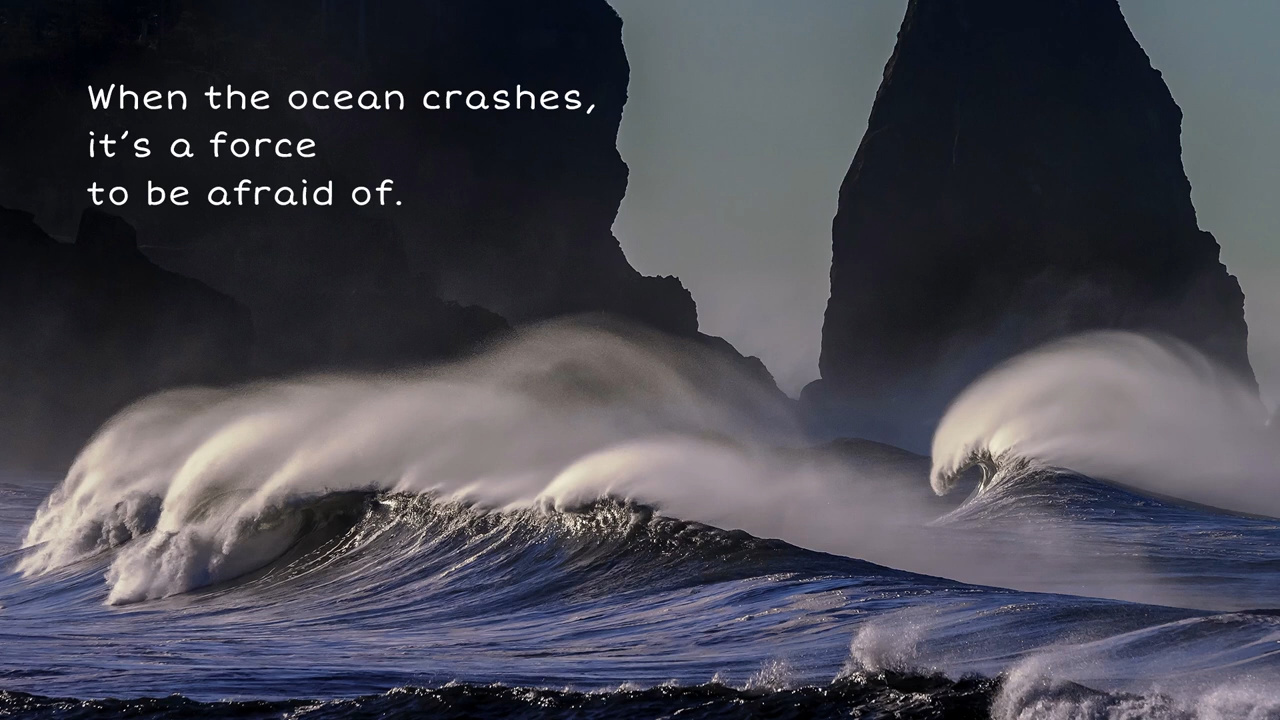 When the ocean crashes,
it's a force
to be afraid of.